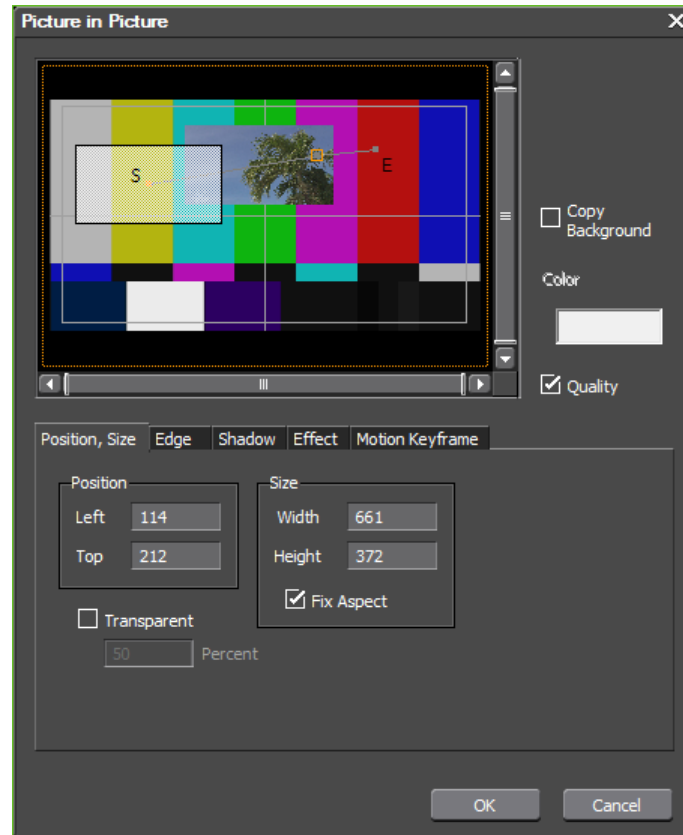 Picture in Picture
S
E
Copy
Background
Color
Quality
Position, Size Edge Shadow Effect Motion Keyframe
Position Size
Left 114 Width 661
Top 212 Height 372
Fix Aspect
Transparent
50 Percent
OK Cancel